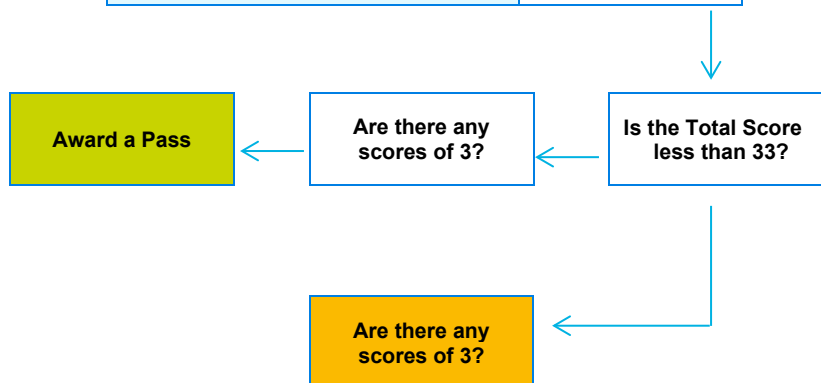 Award a Pass
Are there any
scores of 3?
Is the Total Score
less than 33?
Are there any
scores of 3?